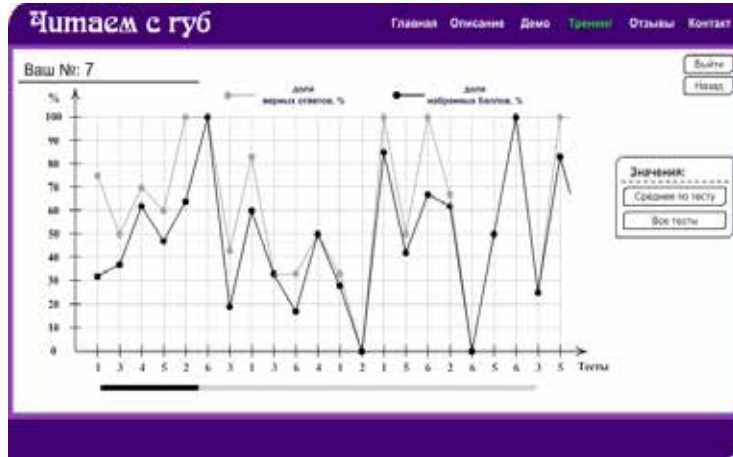 Читаем с губ
Главная Описание Демо Тренинг Отзывы Контакт
Ваш №: 7
Выйти
Назад
%
доля
верных ответов, %
доля
набранных баллов, %
100
90
80
70
60
50
40
30
20
10
0
1 3 4 5 2 6 3 1 3 6 4 1 2 1 5 6 2 6 5 6 3 5 Тесты
Значения:
Среднее по тесту
Все тесты